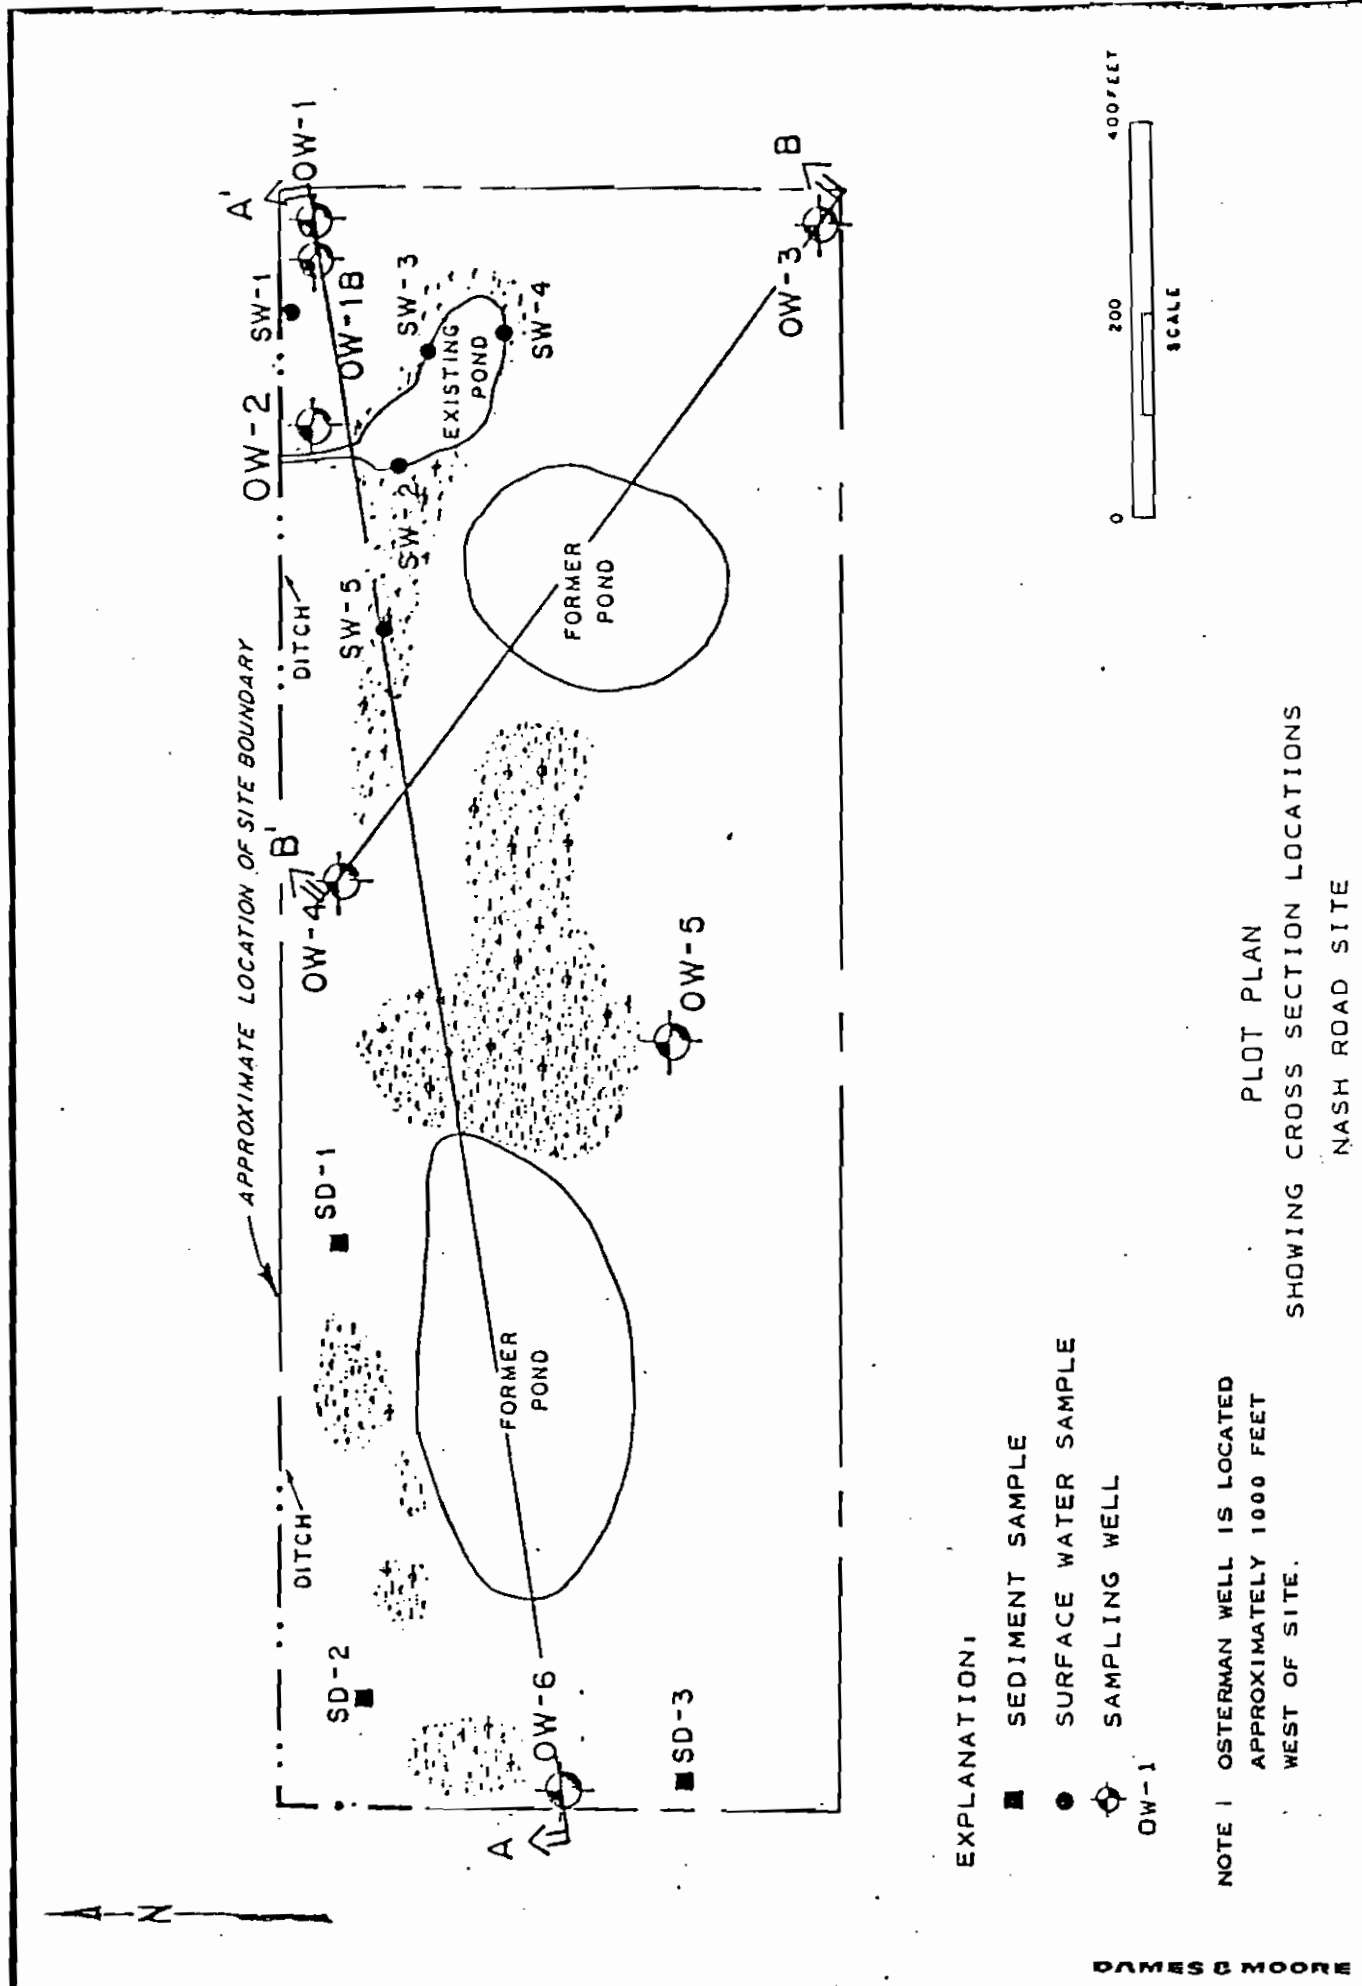 APPROXIMATE LOCATION OF SITE BOUNDARY
A'
OW-1
SW-1
OW-1B
OW-2
SW-3
EXISTING
POND
SW-4
SW-2
DITCH
SW-5
B'
OW-4
FORMER
POND
OW-3
B
OW-5
SD-1
DITCH
FORMER
POND
SD-2
OW-6
SD-3
A
N
EXPLANATION:
SEDIMENT SAMPLE
SURFACE WATER SAMPLE
SAMPLING WELL
OW-1
NOTE 1 OSTERMAN WELL IS LOCATED
APPROXIMATELY 1000 FEET
WEST OF SITE.
0 200 400 FEET
SCALE
PLOT PLAN
SHOWING CROSS SECTION LOCATIONS
NASH ROAD SITE
DAMES & MOORE